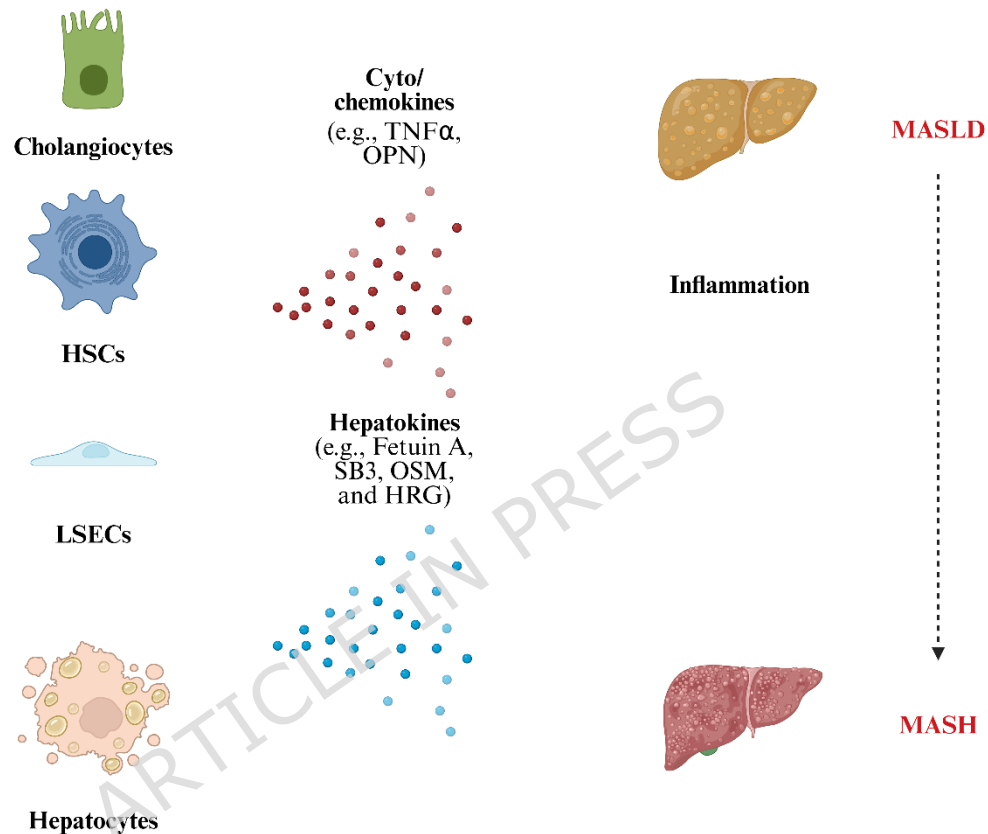 Cholangiocytes
HSCs
LSECs
Hepatocytes
Cyto/
chemokines
(e.g., TNFα,
OPN)
Hepatokines
(e.g., Fetuin A,
SB3, OSM,
and HRG)
Inflammation
MASLD
MASH
ARTICLE IN PRESS